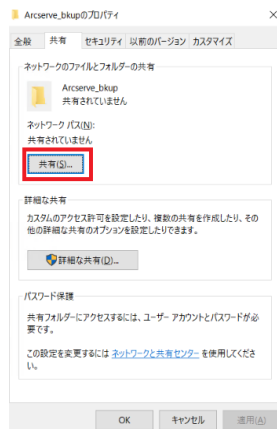 Arcserve_bkupのプロパティ
全般 共有 セキュリティ 以前のバージョン カスタマイズ
ネットワークのファイルとフォルダーの共有
Arcserve_bkup
共有されていません
ネットワーク パス(N):
共有されていません
共有(S)...
詳細な共有
カスタムのアクセス許可を設定したり、複数の共有を作成したり、その
他の詳細な共有のオプションを設定したりできます。
詳細な共有(D)...
パスワード保護
共有フォルダーにアクセスするには、ユーザー アカウントとパスワードが必
要です。
この設定を変更するには ネットワークと共有センター を使用してくださ
い。
OK キャンセル 適用(A)